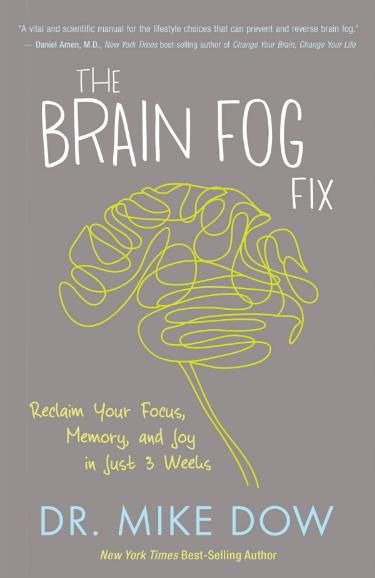 "A vital and scientific manual for the lifestyle choices that can prevent and reverse brain fog."
— Daniel Amen, M.D., New York Times best-selling author of Change Your Brain, Change Your Life
THE
BRAIN FOG
FIX
Reclaim Your Focus,
Memory, and Joy
in Just 3 Weeks
DR. MIKE DOW
New York Times Best-Selling Author